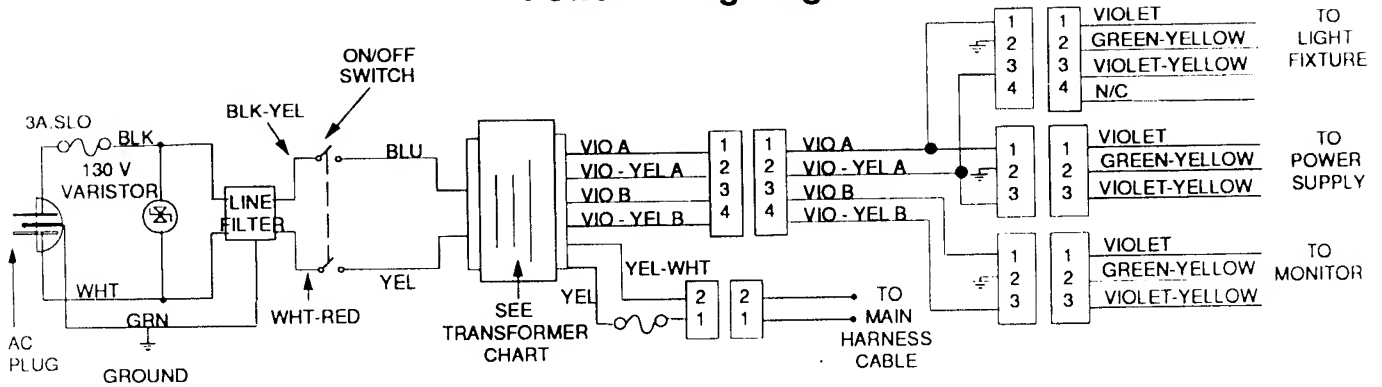 3A.SLO
BLK
130 V
VARISTOR
WHT
GRN
AC
PLUG
GROUND
LINE
FILTER
BLK-YEL
ON/OFF
SWITCH
WHT-RED
BLU
YEL
SEE
TRANSFORMER
CHART
VIO A
VIO - YEL A
VIO B
VIO - YEL B
1
2
3
4
1
2
3
4
VIO A
VIO - YEL A
VIO B
VIO - YEL B
YEL-WHT
YEL
2
1
2
1
TO
MAIN
HARNESS
CABLE
1
2
3
4
1
2
3
4
VIOLET
GREEN-YELLOW
VIOLET-YELLOW
N/C
TO
LIGHT
FIXTURE
1
2
3
1
2
3
VIOLET
GREEN-YELLOW
VIOLET-YELLOW
TO
POWER
SUPPLY
1
2
3
1
2
3
VIOLET
GREEN-YELLOW
VIOLET-YELLOW
TO
MONITOR